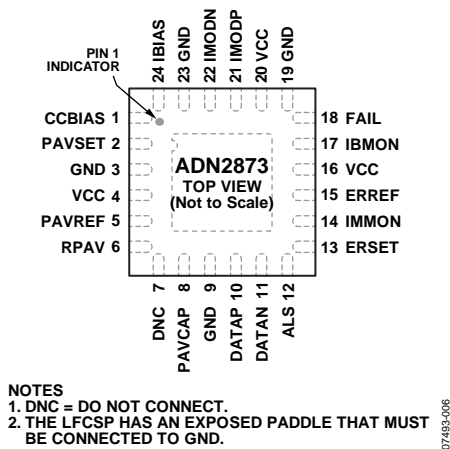 24 IBIAS
23 GND
22 IMODN
21 IMODP
20 VCC
19 GND
PIN 1
INDICATOR
CCBIAS 1
PAVSET 2
GND 3
VCC 4
PAVREF 5
RPAV 6
ADN2873
TOP VIEW
(Not to Scale)
18 FAIL
17 IBMON
16 VCC
15 ERREF
14 IMMON
13 ERSET
DNC 7
PAVCAP 8
GND 9
DATAP 10
DATAN 11
ALS 12
NOTES
1. DNC = DO NOT CONNECT.
2. THE LFCSP HAS AN EXPOSED PADDLE THAT MUST
BE CONNECTED TO GND.
07493-006